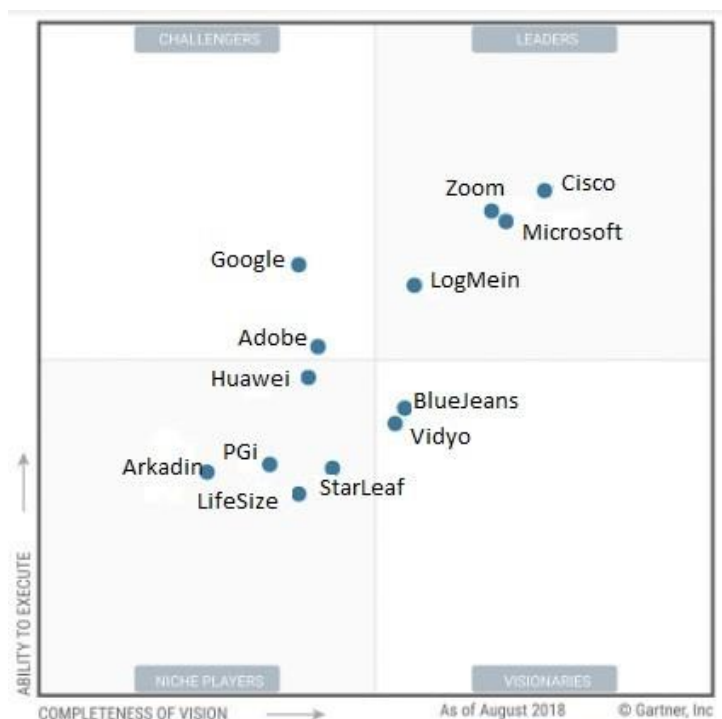 CHALLENGERS
LEADERS
Zoom
Cisco
Microsoft
Google
LogMein
Adobe
Huawei
BlueJeans
Vidyo
Arkadin
PGi
StarLeaf
LifeSize
ABILITY TO EXECUTE
NICHE PLAYERS
VISIONARIES
COMPLETENESS OF VISION
As of August 2018
© Gartner, Inc